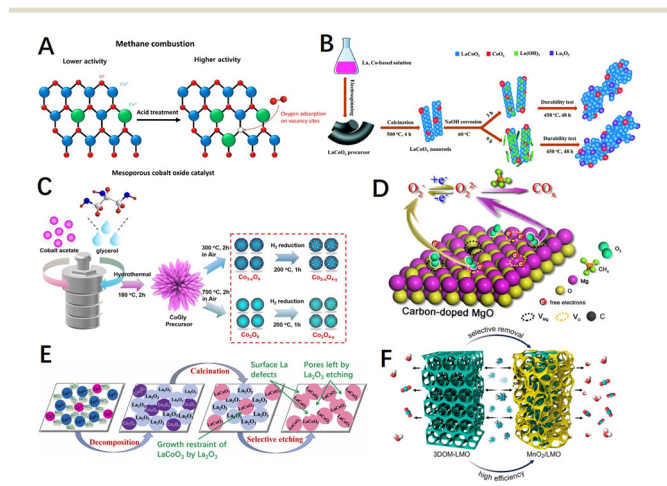 A
Methane combustion
Lower activity
Higher activity
Acid treatment
Oxygen adsorption
on vacancy sites
B
La, Co-based solution
Electrospinning
LaCoO₃ precursor
Calcination
500 °C, 4 h
LaCoO₃ nanorods
NaOH corrosion
60 °C
3 h
Durability test
450 °C, 48 h
Durability test
450 °C, 48 h
LaCoO₃
CoOₓ
La(OH)₃
La₂O₃
Mesoporous cobalt oxide catalyst
C
Cobalt acetate
glycerol
Hydrothermal
180 °C, 2h
CoGly
Precursor
300 °C, 2h
in Air
700 °C, 2h
in Air
H₂ reduction
200 °C, 1h
H₂ reduction
200 °C, 1h
D
+e⁻
-e⁻
CO₂
Carbon-doped MgO
O₂
CH₄
Mg
O
free electrons
V_Mg
V_O
C
E
Calcination
Decomposition
Growth restraint of
LaCoO₃ by La₂O₃
Surface La
defects
Pores left by
La₂O₃ etching
Selective etching
F
selective removal
3DOM-LMO
MnO₂/LMO
high efficiency